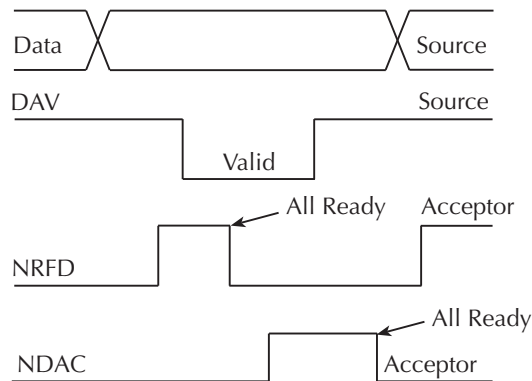 Data Source
DAV Source
Valid
All Ready Acceptor
NRFD
All Ready
NDAC Acceptor